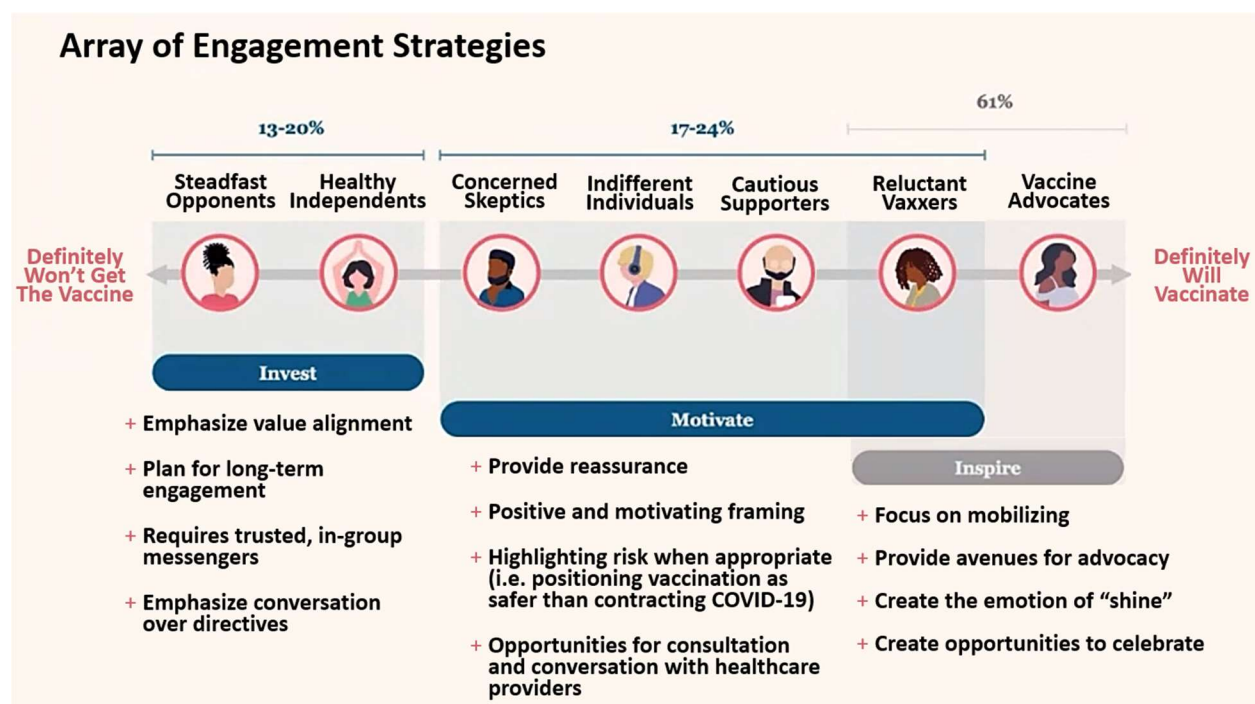 Array of Engagement Strategies
61%
13-20%
17-24%
Steadfast
Opponents
Healthy
Independents
Concerned
Skeptics
Indifferent
Individuals
Cautious
Supporters
Reluctant
Vaxxers
Vaccine
Advocates
Definitely
Won't Get
The Vaccine
Definitely
Will
Vaccinate
Invest
+ Emphasize value alignment
+ Plan for long-term
engagement
+ Requires trusted, in-group
messengers
+ Emphasize conversation
over directives
Motivate
+ Provide reassurance
+ Positive and motivating framing
+ Highlighting risk when appropriate
(i.e. positioning vaccination as
safer than contracting COVID-19)
+ Opportunities for consultation
and conversation with healthcare
providers
Inspire
+ Focus on mobilizing
+ Provide avenues for advocacy
+ Create the emotion of “shine”
+ Create opportunities to celebrate